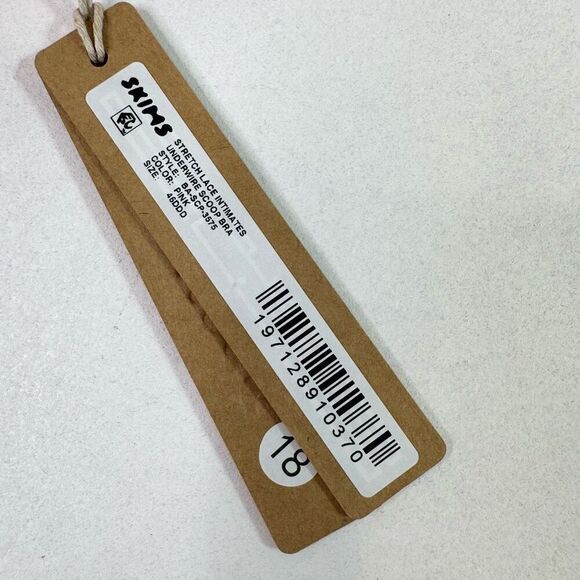 SKIMS
STRETCH LACE INTIMATES
UNDERWIRE SCOOP BRA
STYLE: BA-SCP-3575
COLOR: PINK
SIZE: 46DDD
197128910370
18